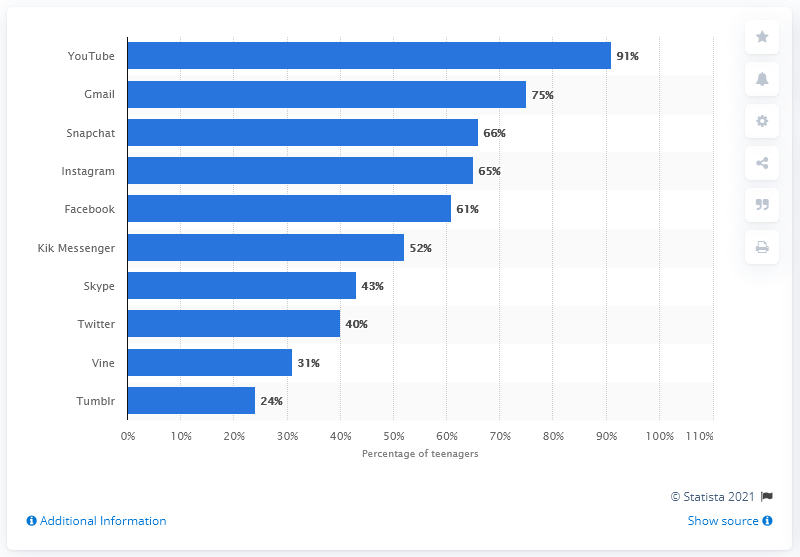 YouTube 91%
Gmail 75%
Snapchat 66%
Instagram 65%
Facebook 61%
Kik Messenger 52%
Skype 43%
Twitter 40%
Vine 31%
Tumblr 24%
0% 10% 20% 30% 40% 50% 60% 70% 80% 90% 100% 110%
Percentage of teenagers
© Statista 2021
Additional Information Show source